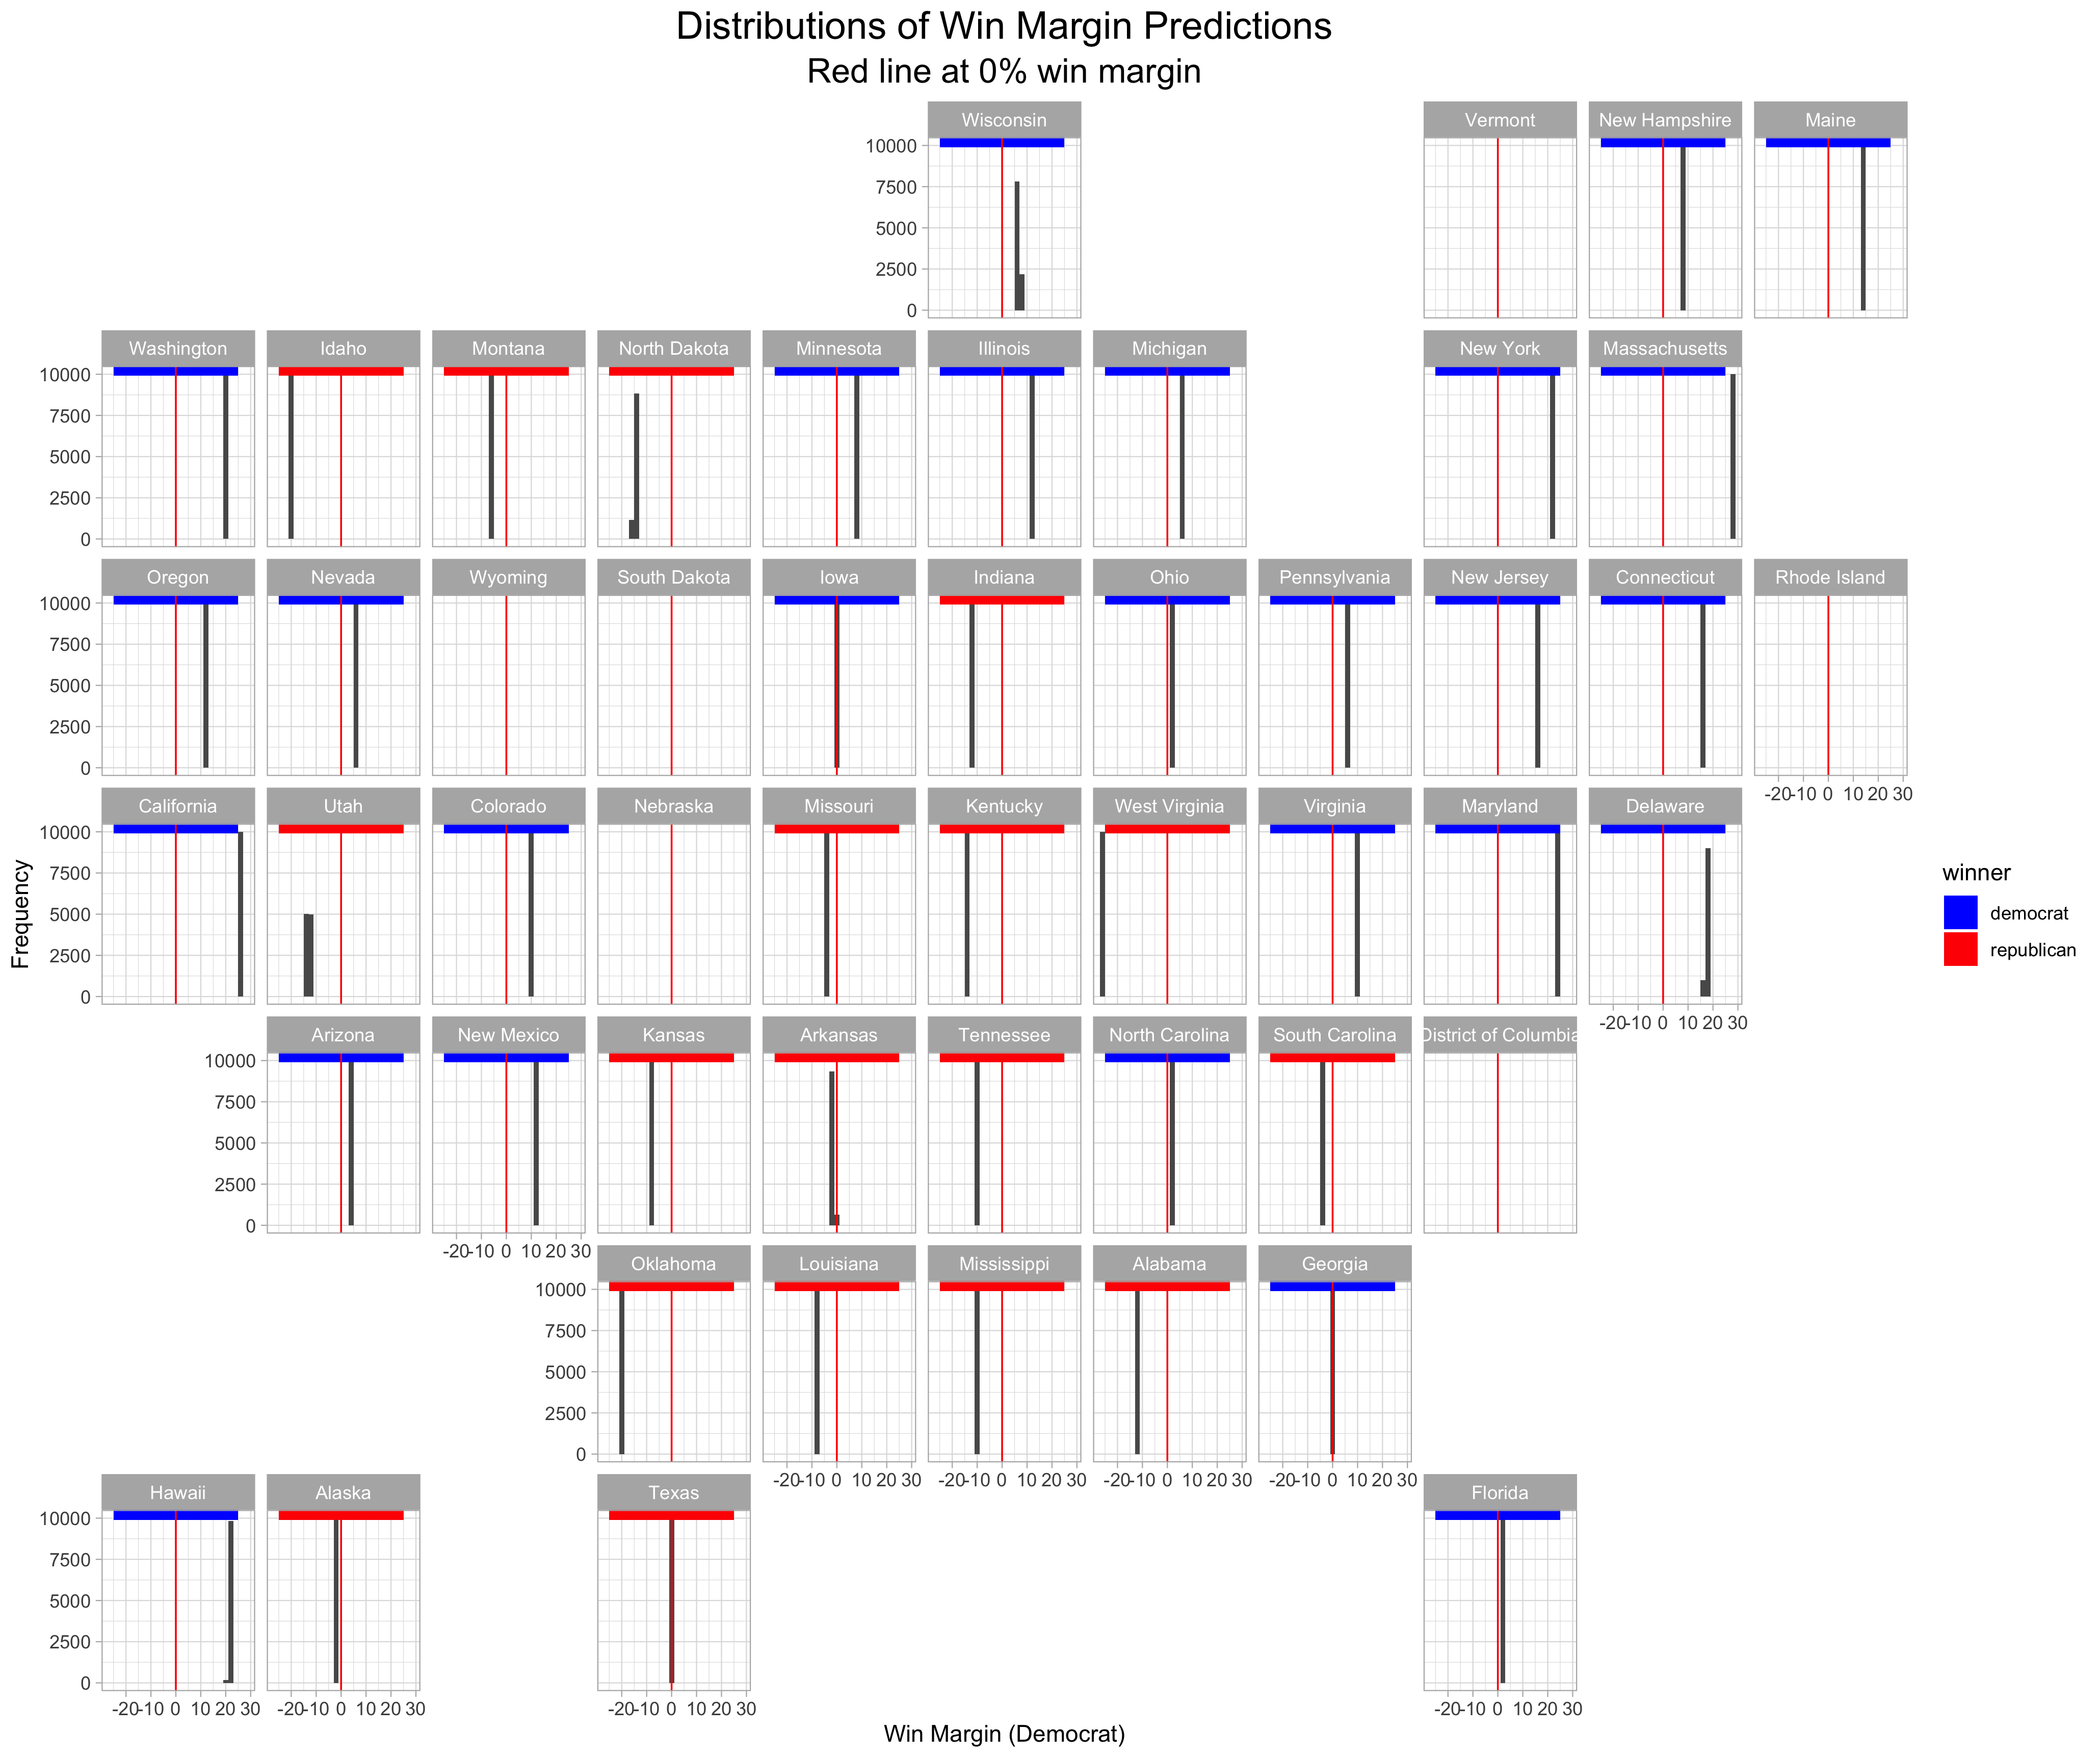 Distributions of Win Margin Predictions
Red line at 0% win margin
Wisconsin
Vermont
New Hampshire
Maine
10000
7500
5000
2500
0
Washington
Idaho
Montana
North Dakota
Minnesota
Illinois
Michigan
New York
Massachusetts
10000
7500
5000
2500
0
Oregon
Nevada
Wyoming
South Dakota
Iowa
Indiana
Ohio
Pennsylvania
New Jersey
Connecticut
Rhode Island
10000
7500
5000
2500
0
-20 -10 0 10 20 30
California
Utah
Colorado
Nebraska
Missouri
Kentucky
West Virginia
Virginia
Maryland
Delaware
10000
7500
5000
2500
0
-20 -10 0 10 20 30
Arizona
New Mexico
Kansas
Arkansas
Tennessee
North Carolina
South Carolina
District of Columbia
10000
7500
5000
2500
0
-20 -10 0 10 20 30
Oklahoma
Louisiana
Mississippi
Alabama
Georgia
10000
7500
5000
2500
0
-20 -10 0 10 20 30
-20 -10 0 10 20 30
-20 -10 0 10 20 30
-20 -10 0 10 20 30
Hawaii
Alaska
Texas
Florida
10000
7500
5000
2500
0
-20 -10 0 10 20 30
-20 -10 0 10 20 30
-20 -10 0 10 20 30
-20 -10 0 10 20 30
Win Margin (Democrat)
Frequency
winner
democrat
republican